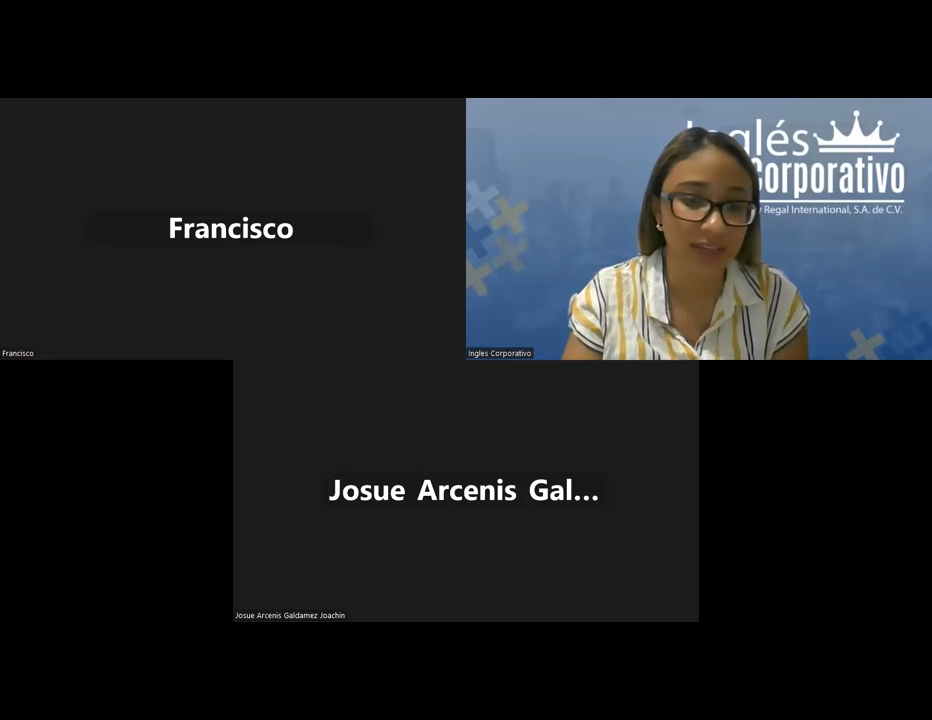 Francisco
Francisco
Inglés
Corporativo
y Regal International, S.A. de C.V.
Ingles Corporativo
Josue Arcenis Gal...
Josue Arcenis Galdamez Joachin